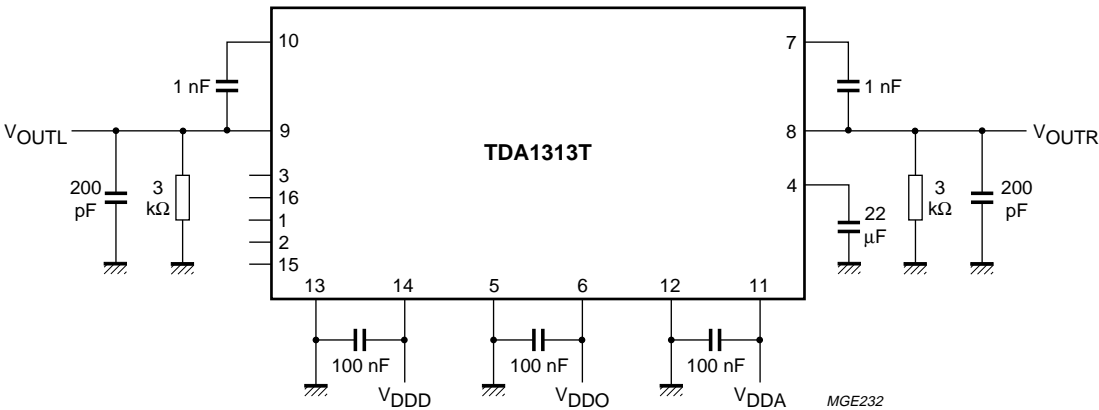 10
7
1 nF
1 nF
VOUTL
9
TDA1313T
8
VOUTR
3
4
200
pF
3
kΩ
16
1
2
15
22
μF
3
kΩ
200
pF
13
14
5
6
12
11
100 nF
100 nF
100 nF
VDDD
VDDO
VDDA
MGE232